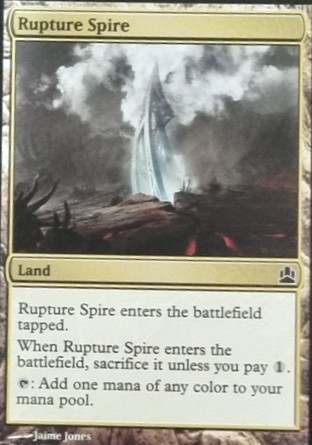 Rupture Spire
Land
Rupture Spire enters the battlefield
tapped.
When Rupture Spire enters the
battlefield, sacrifice it unless you pay 1.
: Add one mana of any color to your
mana pool.
Jaime Jones